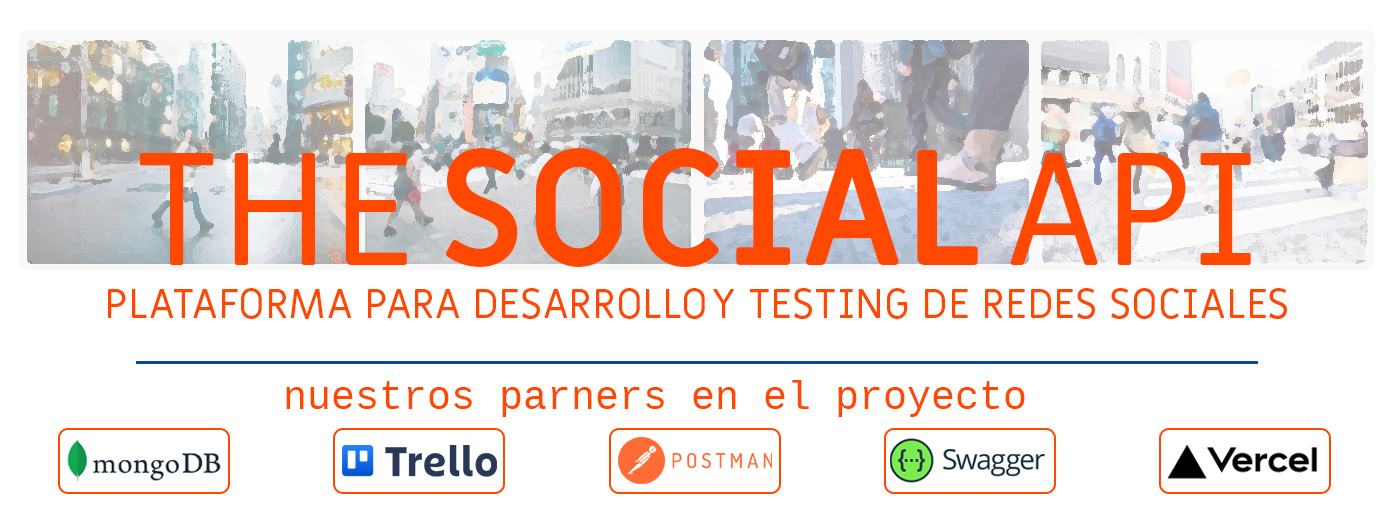 THE SOCIAL API
PLATAFORMA PARA DESARROLLO Y TESTING DE REDES SOCIALES
nuestros parners en el proyecto
mongoDB Trello POSTMAN Swagger Vercel